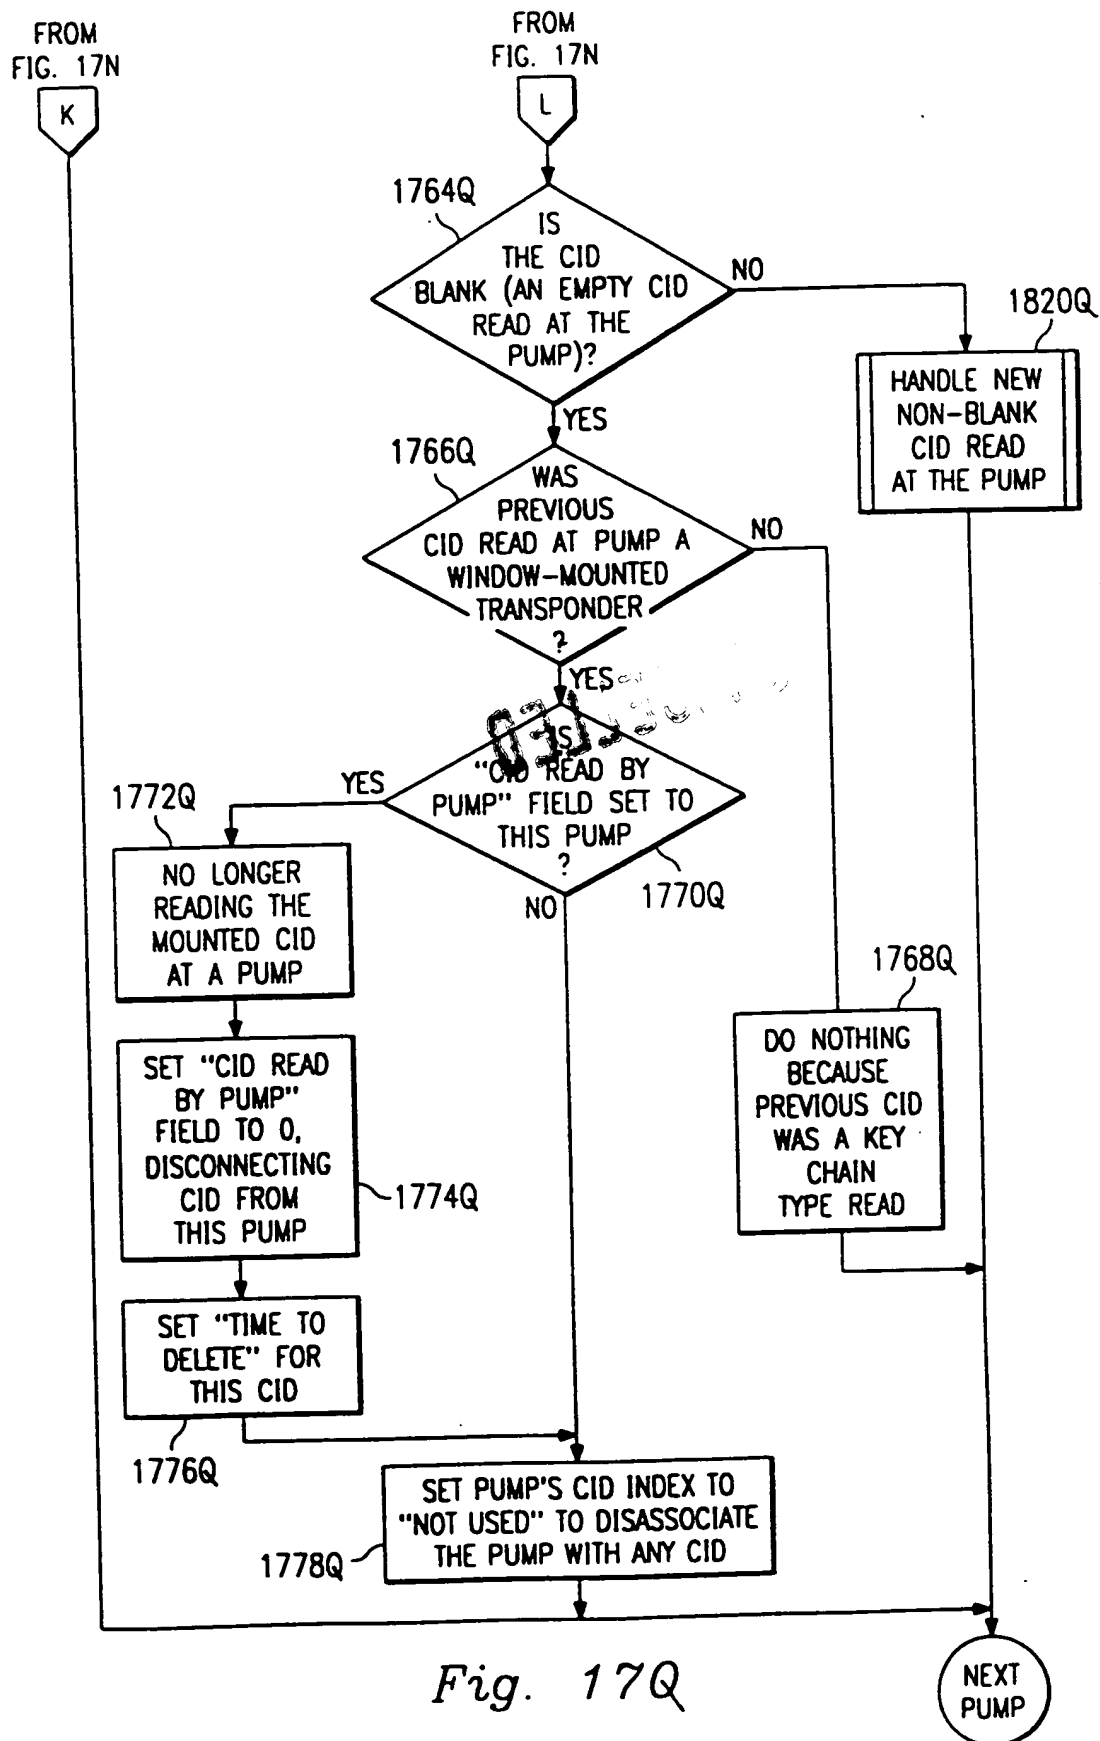 FROM
FIG. 17N
K
FROM
FIG. 17N
L
1764Q
IS
THE CID
BLANK (AN EMPTY CID
READ AT THE
PUMP)?
NO
YES
1820Q
HANDLE NEW
NON-BLANK
CID READ
AT THE PUMP
1766Q
WAS
PREVIOUS
CID READ AT PUMP A
WINDOW-MOUNTED
TRANSPONDER
?
NO
YES
IS
"CID READ BY
PUMP" FIELD SET TO
THIS PUMP
?
1770Q
YES
NO
1772Q
NO LONGER
READING THE
MOUNTED CID
AT A PUMP
1768Q
DO NOTHING
BECAUSE
PREVIOUS CID
WAS A KEY
CHAIN
TYPE READ
SET "CID READ
BY PUMP"
FIELD TO 0,
DISCONNECTING
CID FROM
THIS PUMP
1774Q
SET "TIME TO
DELETE" FOR
THIS CID
1776Q
SET PUMP'S CID INDEX TO
"NOT USED" TO DISASSOCIATE
THE PUMP WITH ANY CID
1778Q
NEXT
PUMP
Fig. 17Q